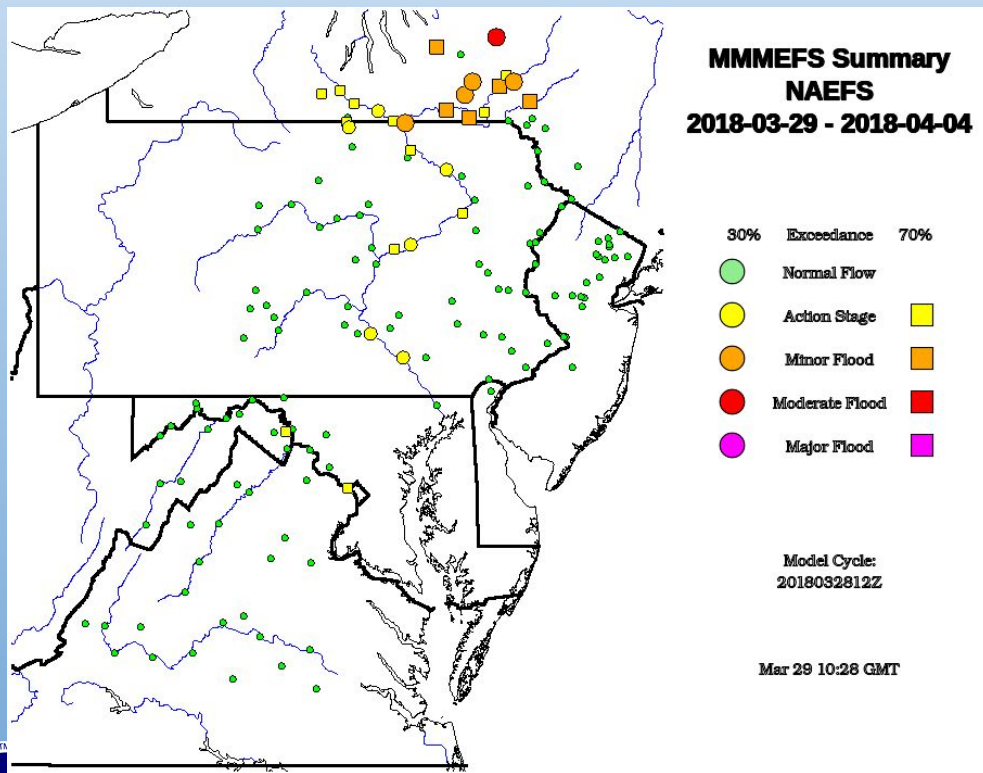 MMMEFS Summary
NAEFS
2018-03-29 - 2018-04-04
30% Exceedance 70%
Normal Flow
Action Stage
Minor Flood
Moderate Flood
Major Flood
Model Cycle:
2018032812Z
Mar 29 10:28 GMT